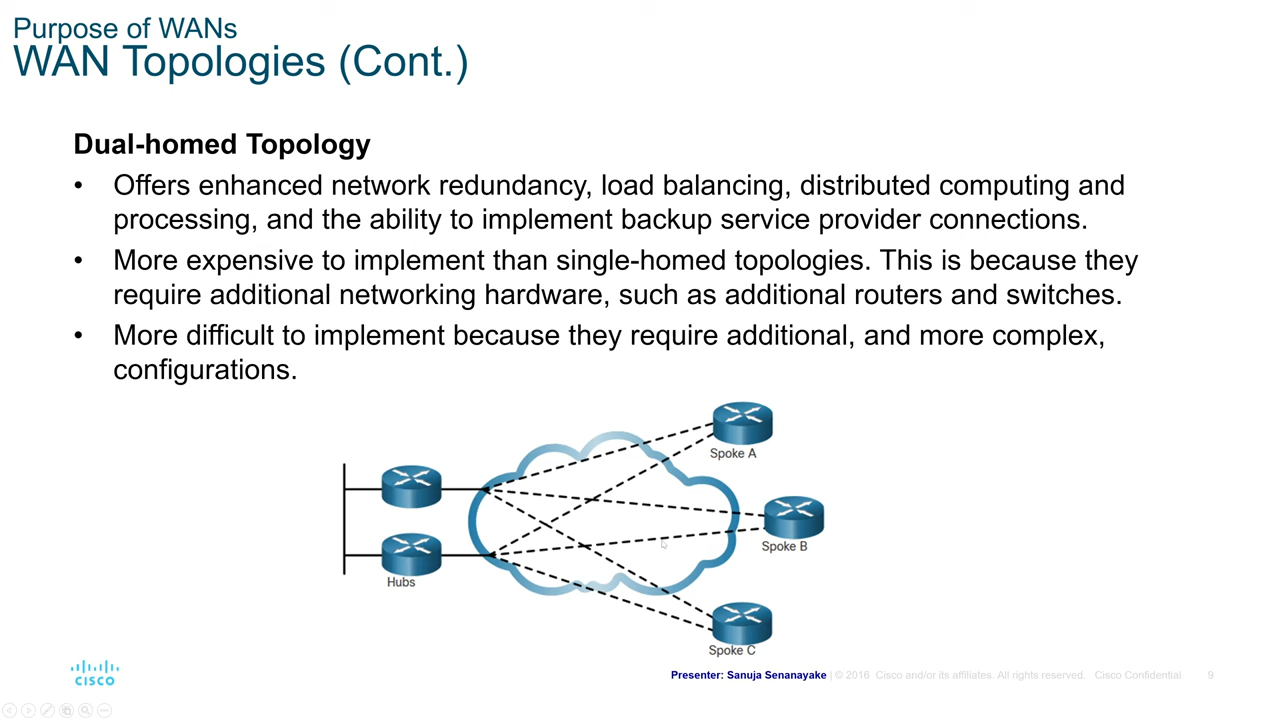 Purpose of WANs
WAN Topologies (Cont.)
Dual-homed Topology
• Offers enhanced network redundancy, load balancing, distributed computing and
processing, and the ability to implement backup service provider connections.
• More expensive to implement than single-homed topologies. This is because they
require additional networking hardware, such as additional routers and switches.
• More difficult to implement because they require additional, and more complex,
configurations.
Spoke A
Spoke B
Hubs
Spoke C
CISCO
Presenter: Sanuja Senanayake | © 2016 Cisco and/or its affiliates. All rights reserved. Cisco Confidential 9